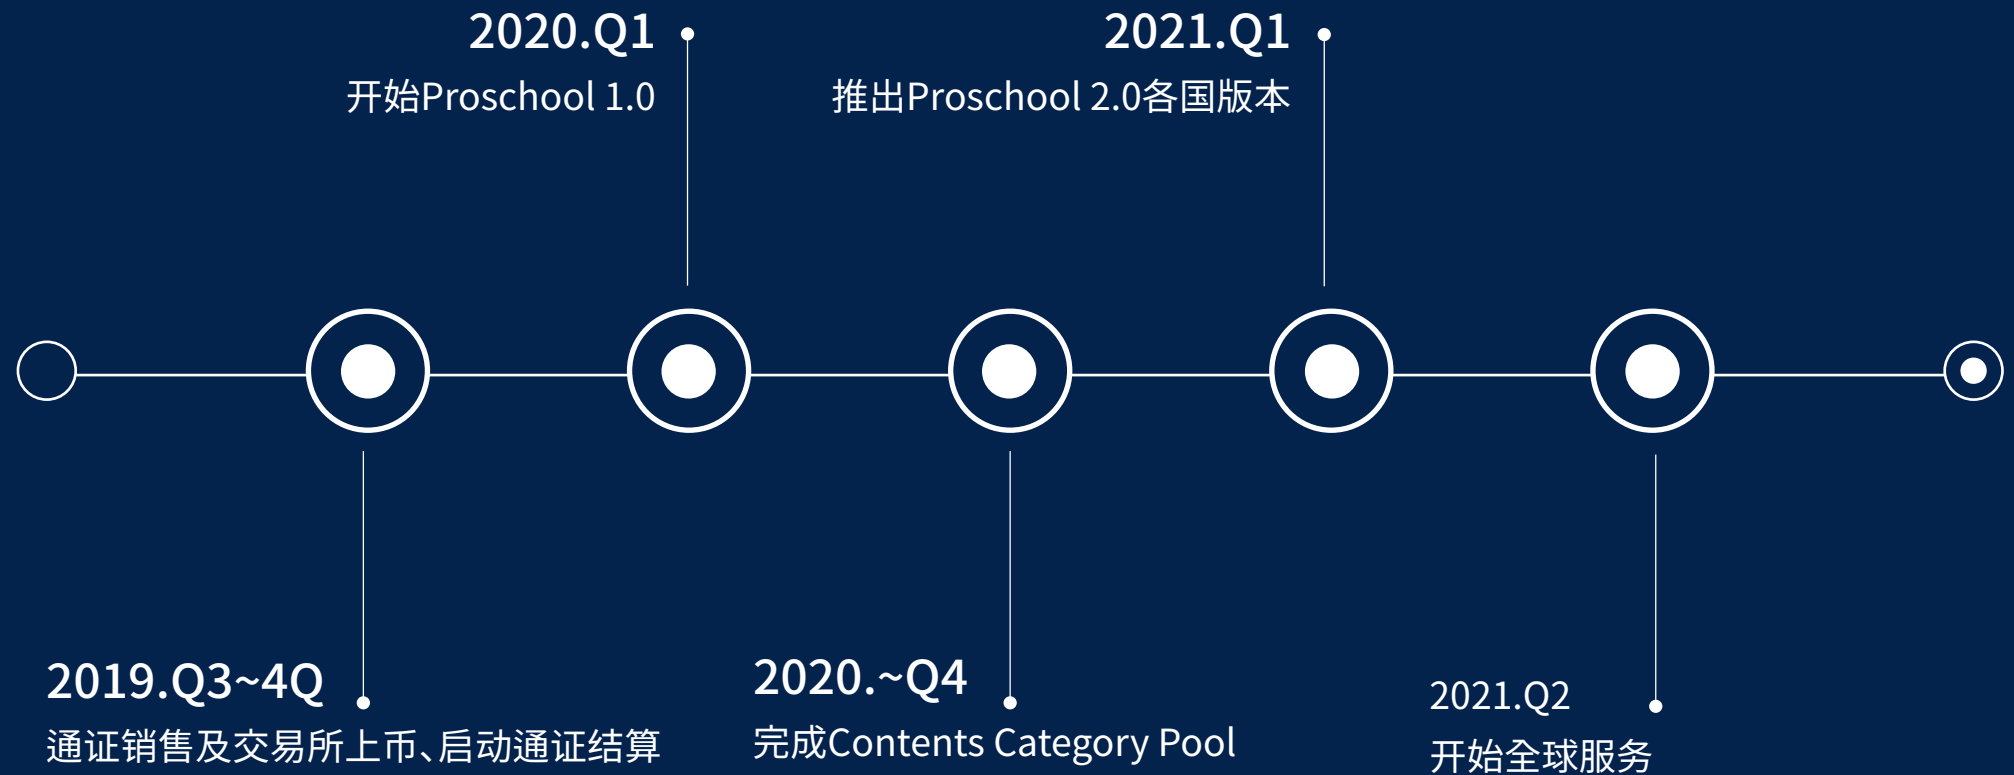 2020.Q1
开始Proschool 1.0
2021.Q1
推出Proschool 2.0各国版本
2019.Q3~4Q
通证销售及交易所上币、启动通证结算
2020.~Q4
完成Contents Category Pool
2021.Q2
开始全球服务